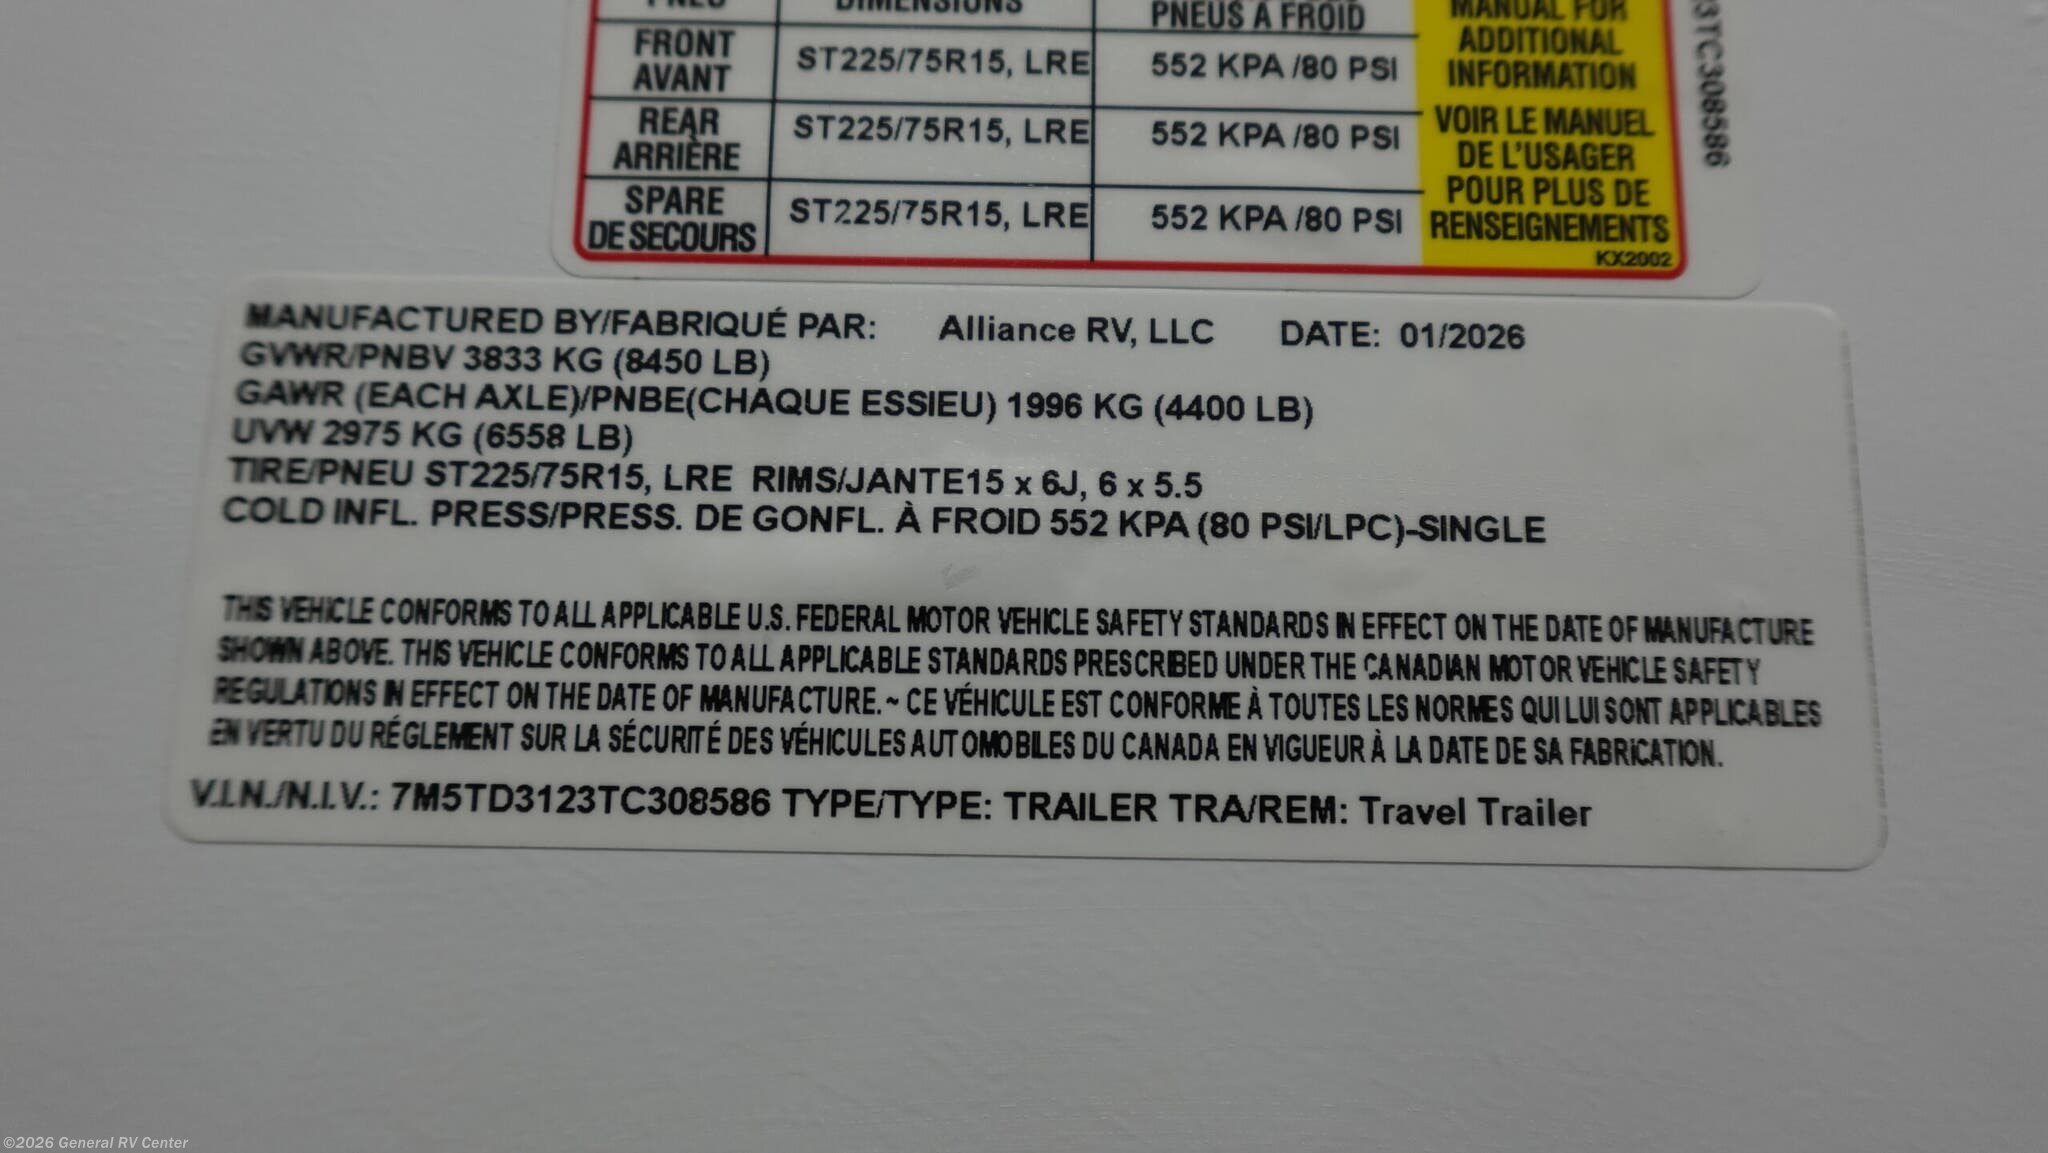 PNEU DIMENSIONS PNEUS À FROID
FRONT AVANT ST225/75R15, LRE 552 KPA /80 PSI
REAR ARRIÈRE ST225/75R15, LRE 552 KPA /80 PSI
SPARE DE SECOURS ST225/75R15, LRE 552 KPA /80 PSI
MANUAL FOR
ADDITIONAL
INFORMATION
VOIR LE MANUEL
DE L'USAGER
POUR PLUS DE
RENSEIGNEMENTS
KX2002
3TC308586
MANUFACTURED BY/FABRIQUÉ PAR: Alliance RV, LLC DATE: 01/2026
GVWR/PNBV 3833 KG (8450 LB)
GAWR (EACH AXLE)/PNBE(CHAQUE ESSIEU) 1996 KG (4400 LB)
UVW 2975 KG (6558 LB)
TIRE/PNEU ST225/75R15, LRE RIMS/JANTE15 x 6J, 6 x 5.5
COLD INFL. PRESS/PRESS. DE GONFL. À FROID 552 KPA (80 PSI/LPC)-SINGLE
THIS VEHICLE CONFORMS TO ALL APPLICABLE U.S. FEDERAL MOTOR VEHICLE SAFETY STANDARDS IN EFFECT ON THE DATE OF MANUFACTURE
SHOWN ABOVE. THIS VEHICLE CONFORMS TO ALL APPLICABLE STANDARDS PRESCRIBED UNDER THE CANADIAN MOTOR VEHICLE SAFETY
REGULATIONS IN EFFECT ON THE DATE OF MANUFACTURE. ~ CE VÉHICULE EST CONFORME À TOUTES LES NORMES QUI LUI SONT APPLICABLES
EN VERTU DU RÉGLEMENT SUR LA SÉCURITÉ DES VÉHICULES AUTOMOBILES DU CANADA EN VIGUEUR À LA DATE DE SA FABRICATION.
V.I.N./N.I.V.: 7M5TD3123TC308586 TYPE/TYPE: TRAILER TRA/REM: Travel Trailer
©2026 General RV Center